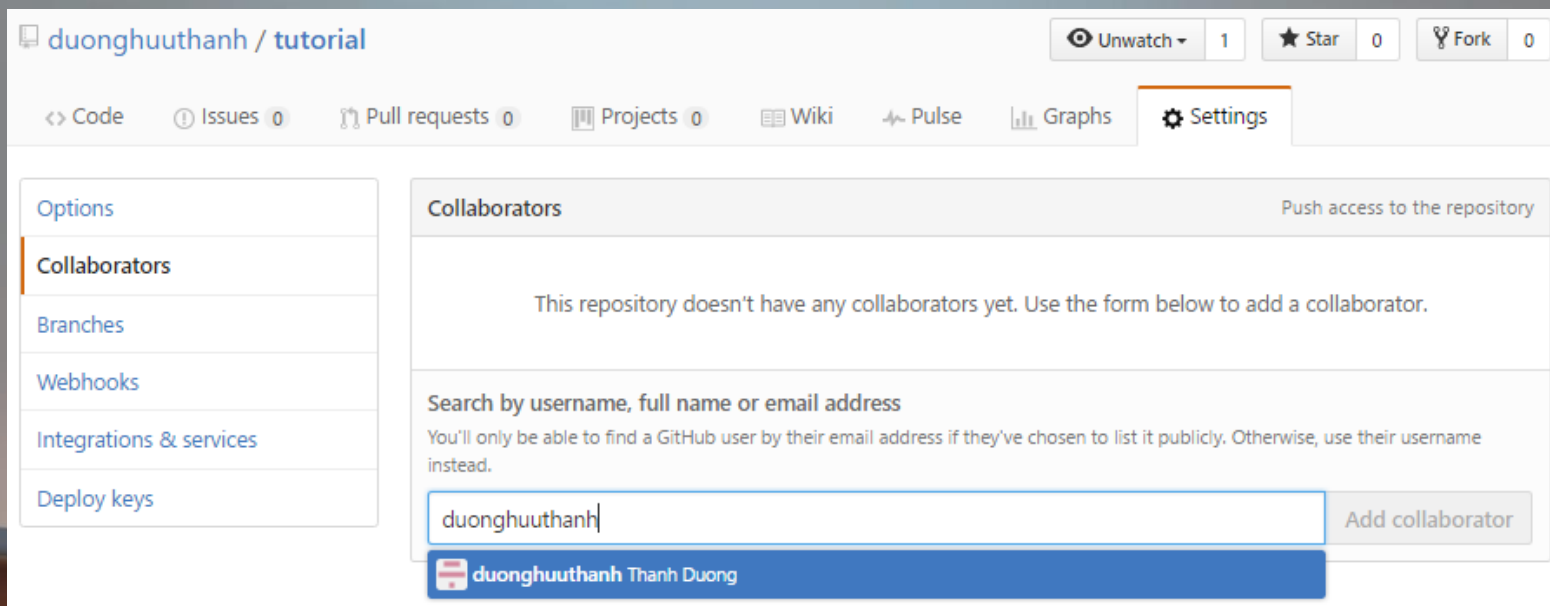 duonghuuthanh / tutorial
Unwatch 1 Star 0 Fork 0
Code Issues 0 Pull requests 0 Projects 0 Wiki Pulse Graphs Settings
Options
Collaborators
Branches
Webhooks
Integrations & services
Deploy keys
Collaborators Push access to the repository
This repository doesn't have any collaborators yet. Use the form below to add a collaborator.
Search by username, full name or email address
You'll only be able to find a GitHub user by their email address if they've chosen to list it publicly. Otherwise, use their username
instead.
duonghuuthanh Add collaborator
duonghuuthanh Thanh Duong